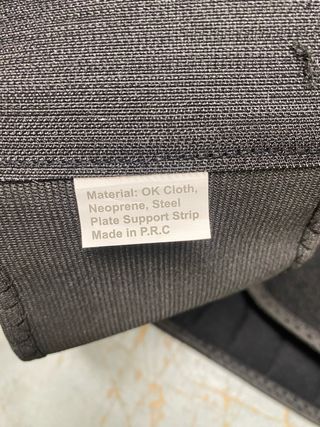 Material: OK Cloth,
Neoprene, Steel
Plate Support Strip
Made in P.R.C